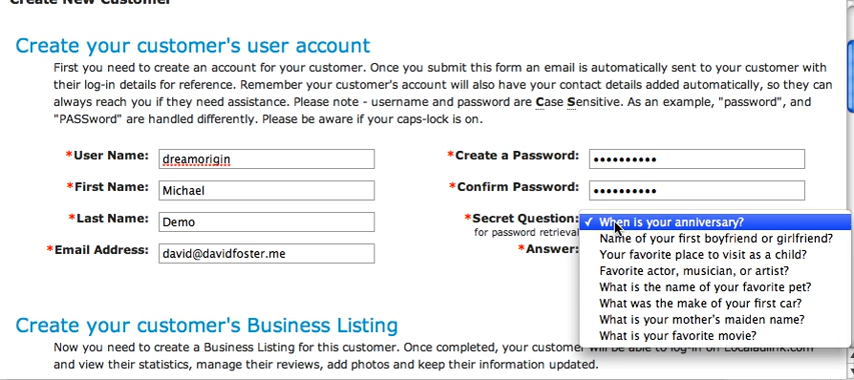 Create New Customer
Create your customer's user account
First you need to create an account for your customer. Once you submit this form an email is automatically sent to your customer with
their log-in details for reference. Remember your customer's account will also have your contact details added automatically, so they can
always reach you if they need assistance. Please note - username and password are Case Sensitive. As an example, "password", and
"PASSword" are handled differently. Please be aware if your caps-lock is on.
*User Name: dreamorigin *Create a Password: ••••••••••
*First Name: Michael *Confirm Password: ••••••••••
*Last Name: Demo *Secret Question: ✓ When is your anniversary?
for password retrieval Name of your first boyfriend or girlfriend?
*Email Address: david@davidfoster.me *Answer: Your favorite place to visit as a child?
Favorite actor, musician, or artist?
What is the name of your favorite pet?
What was the make of your first car?
What is your mother's maiden name?
What is your favorite movie?
Create your customer's Business Listing
Now you need to create a Business Listing for this customer. Once completed, your customer will be able to log-in on Localadlink.com
and view their statistics, manage their reviews, add photos and keep their information updated.